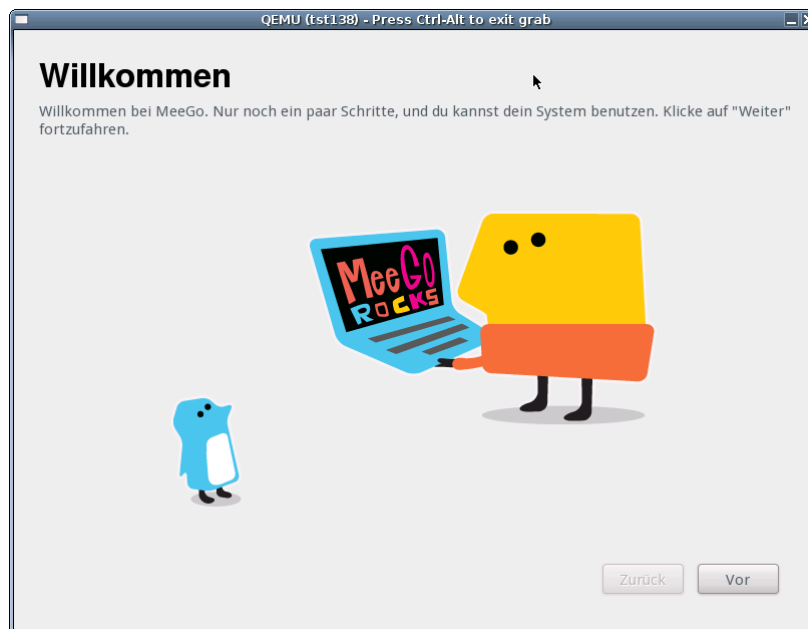 QEMU (tst138) - Press Ctrl-Alt to exit grab
Willkommen
Willkommen bei MeeGo. Nur noch ein paar Schritte, und du kannst dein System benutzen. Klicke auf "Weiter"
fortzufahren.
MeeGo
ROCKS
Zurück
Vor